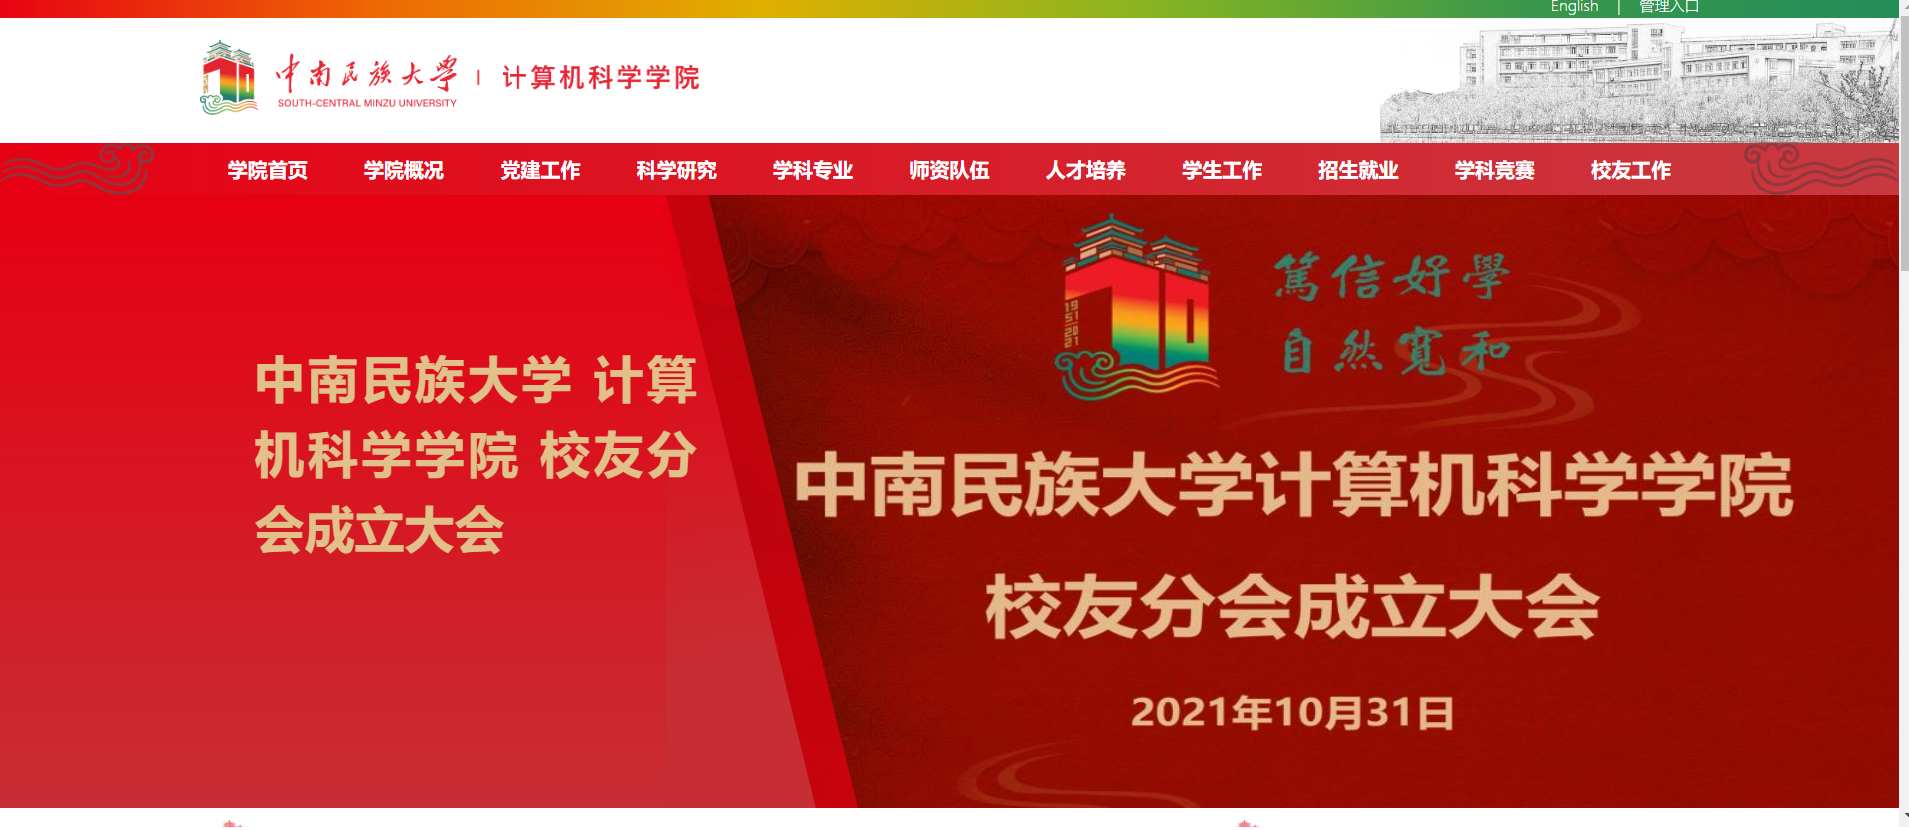 English | 管理入口
中南民族大学 | 计算机科学学院
SOUTH-CENTRAL MINZU UNIVERSITY
学院首页 学院概况 党建工作 科学研究 学科专业 师资队伍 人才培养 学生工作 招生就业 学科竞赛 校友工作
中南民族大学 计算
机科学学院 校友分
会成立大会
1951-2021
篤信好學
自然寬和
中南民族大学计算机科学学院
校友分会成立大会
2021年10月31日